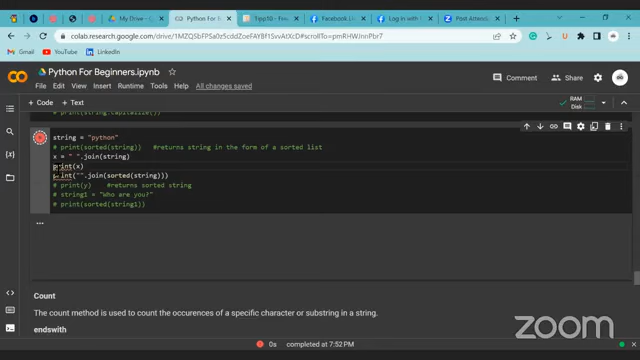 My Drive -
Python For Be
Tipp10 - Free
Facebook Live
Log in with
Post Attend
colab.research.google.com/drive/
Gmail YouTube LinkedIn
CO Python For Beginners.ipynb
File Edit View Insert Runtime Tools Help All changes saved
Comment Share
+ Code + Text
RAM
Disk
# print(string.capitalize())
string = "python"
# print(sorted(string)) #returns string in the form of a sorted list
x = " ".join(string)
print(x)
print("".join(sorted(string)))
# print(y) #returns sorted string
# string1 = "Who are you?"
# print(sorted(string1))
Count
The count method is used to count the occurences of a specific character or substring in a string.
endswith
0s completed at 7:52 PM
zoom